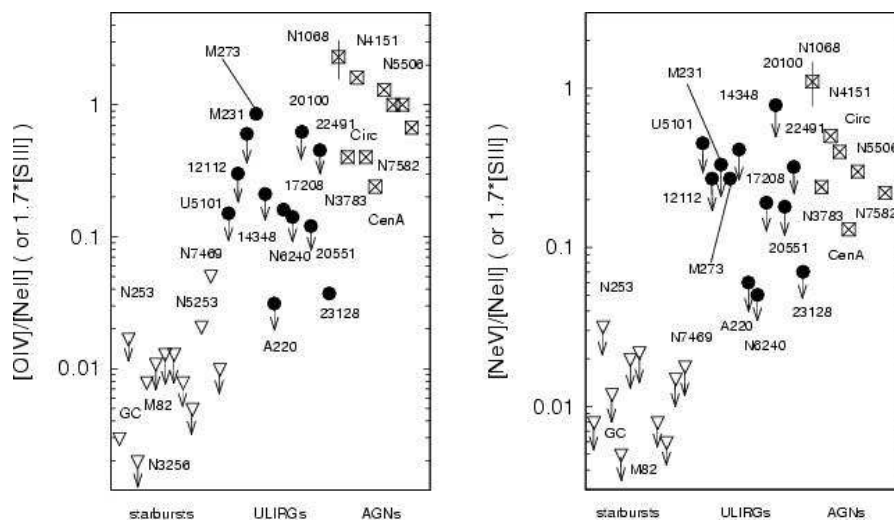 [OIV]/[NeII] ( or 1.7*[SIII] )
1
0.1
0.01
N1068
N4151
M273
N5506
20100
M231
22491
Circ
12112
N7582
17208
U5101
N3783
CenA
14348
N6240
20551
N7469
N253
N5253
23128
A220
M82
GC
N3256
starbursts
ULIRGs
AGNs
[NeV]/[NeII] ( or 1.7*[SIII] )
1
0.1
0.01
N1068
20100
M231
14348
N4151
U5101
Circ
22491
N5506
17208
12112
N3783
N7582
20551
CenA
M273
N253
23128
A220
N7469
N6240
GC
M82
starbursts
ULIRGs
AGNs